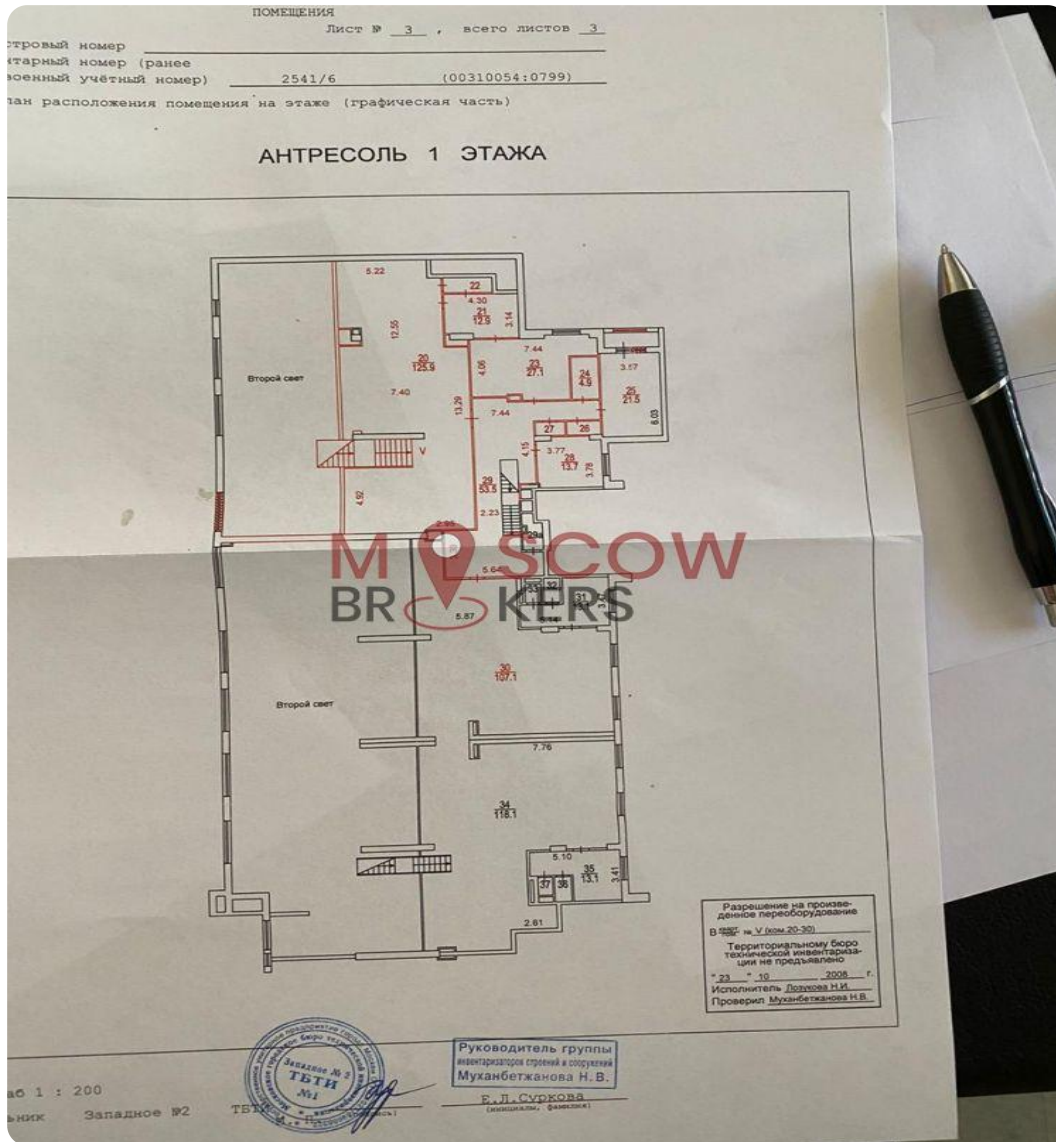 ПОМЕЩЕНИЯ
Лист № 3 , всего листов 3
стровый номер
нтарный номер (ранее
военный учётный номер) 2541/6 (00310054:0799)
лан расположения помещения на этаже (графическая часть)
АНТРЕСОЛЬ 1 ЭТАЖА
5.22
22
4.30
21
12.9
3.14
12.55
20
125.9
7.44
4.06
23
27.1
24
4.9
3.57
25
21.5
6.03
Второй свет
7.40
13.29
7.44
27
26
4.15
3.77
28
13.7
3.78
V
4.92
29
53.5
2.23
2.95
29а
MOSCOW
BROKERS
5.64
33
32
31
5.87
30
107.1
Второй свет
7.76
34
118.1
5.10
35
13.1
3.41
37
36
2.61
Разрешение на произве-
денное переоборудование
В № V (ком.20-30)
Территориальному бюро
технической инвентариза-
ции не предъявлено
"23" 10 2008 г.
Исполнитель Лозукова Н.И.
Проверил Муханбетжанова Н.В.
Западное № 3
ТБТИ
№1
Руководитель группы
инвентаризаторов строений и сооружений
Муханбетжанова Н. В.
аб 1 : 200
ьник Западное №2 ТБТИ
Е.Л.Суркова
(инициалы, фамилия)